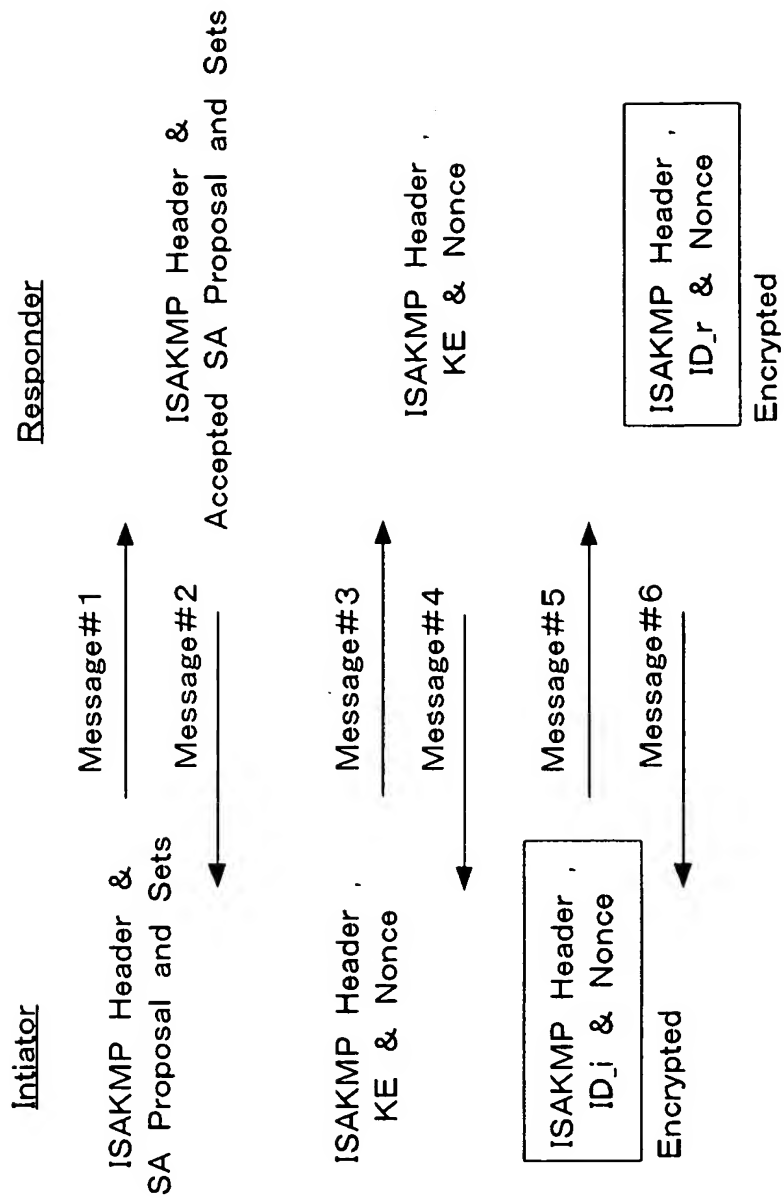 Intiator
Responder
ISAKMP Header &
SA Proposal and Sets
Message#1
Message#2
ISAKMP Header &
Accepted SA Proposal and Sets
ISAKMP Header ,
KE & Nonce
Message#3
Message#4
ISAKMP Header ,
KE & Nonce
ISAKMP Header ,
ID_i & Nonce
Encrypted
Message#5
Message#6
ISAKMP Header ,
ID_r & Nonce
Encrypted